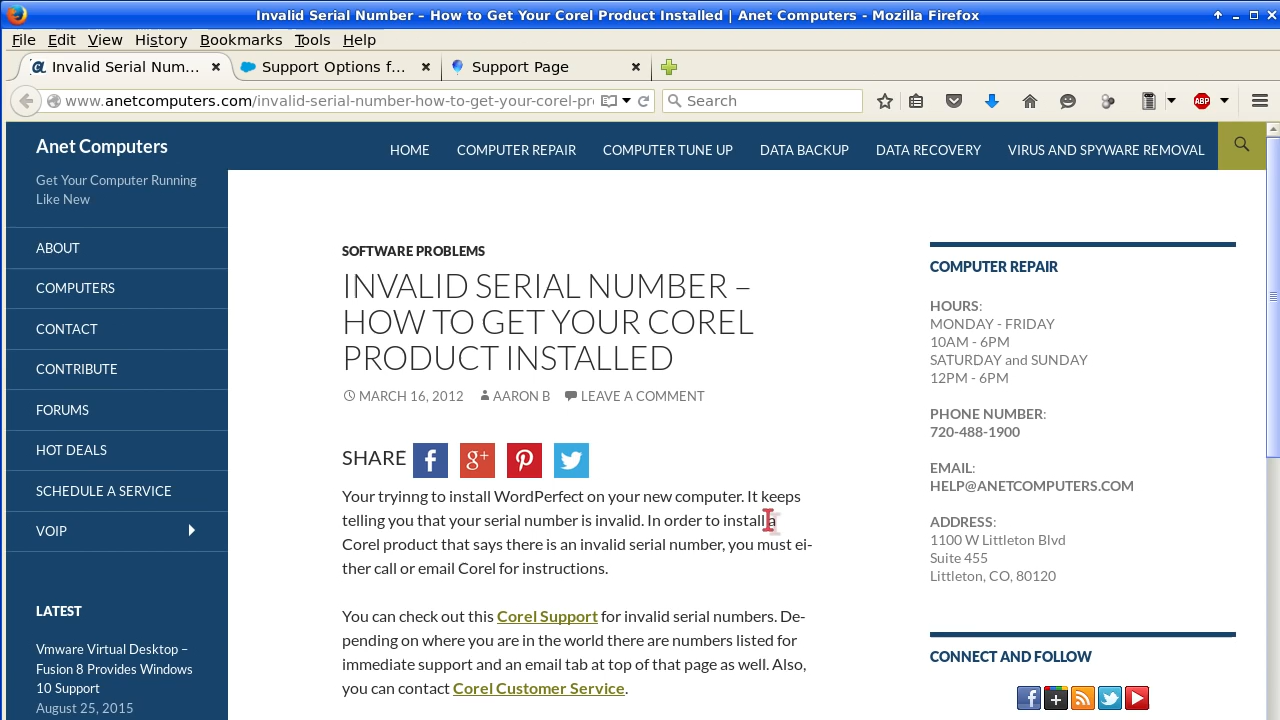 Invalid Serial Number – How to Get Your Corel Product Installed | Anet Computers - Mozilla Firefox
File Edit View History Bookmarks Tools Help
Invalid Serial Num... Support Options f... Support Page
www.anetcomputers.com/invalid-serial-number-how-to-get-your-corel-pr Search ABP
Anet Computers
Get Your Computer Running
Like New
HOME COMPUTER REPAIR COMPUTER TUNE UP DATA BACKUP DATA RECOVERY VIRUS AND SPYWARE REMOVAL
ABOUT
COMPUTERS
CONTACT
CONTRIBUTE
FORUMS
HOT DEALS
SCHEDULE A SERVICE
VOIP
LATEST
Vmware Virtual Desktop –
Fusion 8 Provides Windows
10 Support
August 25, 2015
SOFTWARE PROBLEMS
INVALID SERIAL NUMBER –
HOW TO GET YOUR COREL
PRODUCT INSTALLED
MARCH 16, 2012 AARON B LEAVE A COMMENT
SHARE
Your tryinng to install WordPerfect on your new computer. It keeps
telling you that your serial number is invalid. In order to install a
Corel product that says there is an invalid serial number, you must ei-
ther call or email Corel for instructions.
You can check out this Corel Support for invalid serial numbers. De-
pending on where you are in the world there are numbers listed for
immediate support and an email tab at top of that page as well. Also,
you can contact Corel Customer Service.
COMPUTER REPAIR
HOURS:
MONDAY - FRIDAY
10AM - 6PM
SATURDAY and SUNDAY
12PM - 6PM
PHONE NUMBER:
720-488-1900
EMAIL:
HELP@ANETCOMPUTERS.COM
ADDRESS:
1100 W Littleton Blvd
Suite 455
Littleton, CO, 80120
CONNECT AND FOLLOW